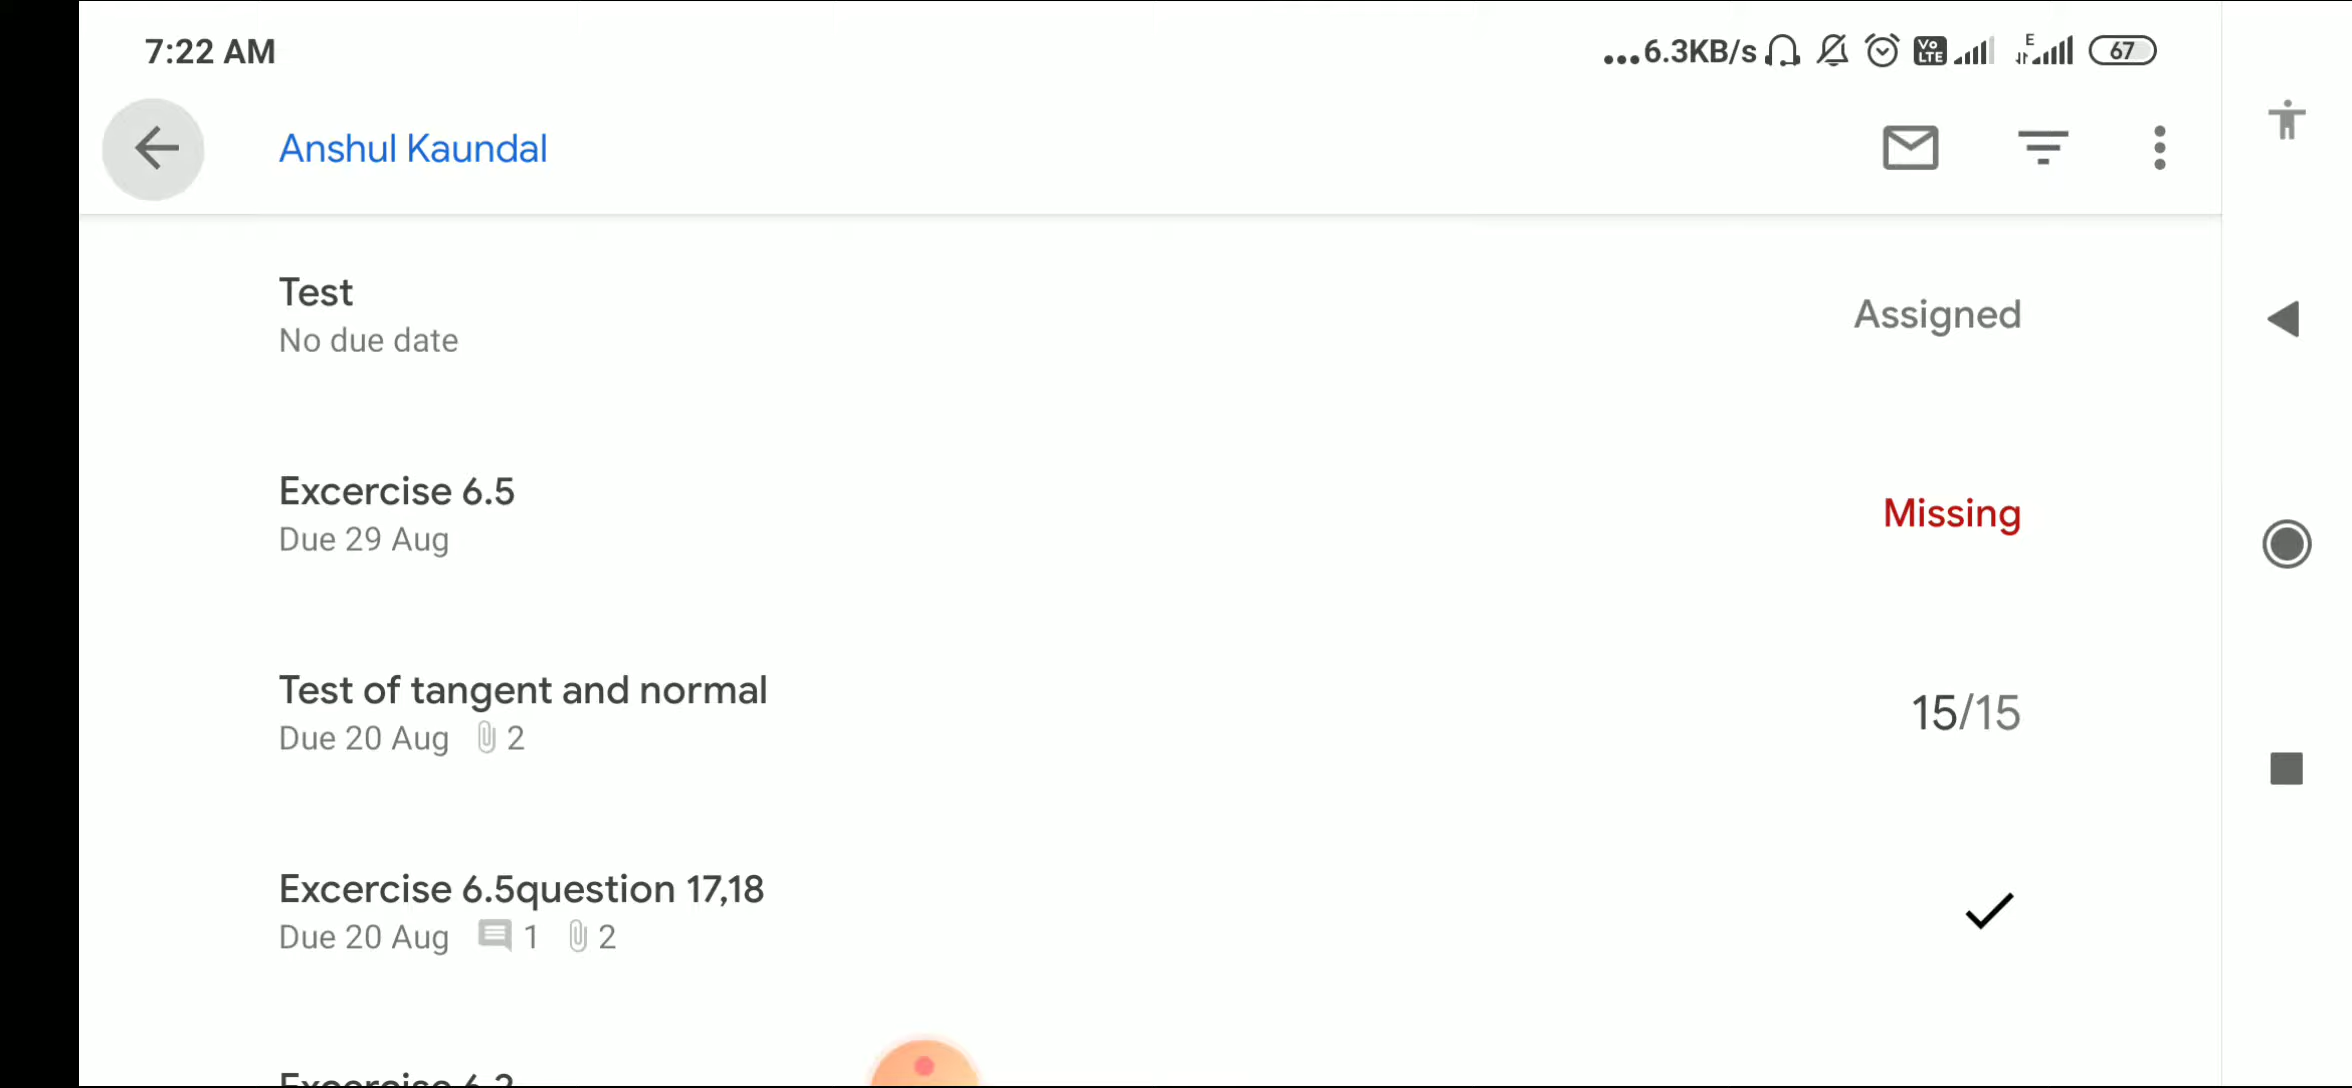 7:22 AM
...6.3KB/s
Vo LTE
E
67
Anshul Kaundal
Test
No due date
Assigned
Excercise 6.5
Due 29 Aug
Missing
Test of tangent and normal
Due 20 Aug 2
15/15
Excercise 6.5question 17,18
Due 20 Aug 1 2